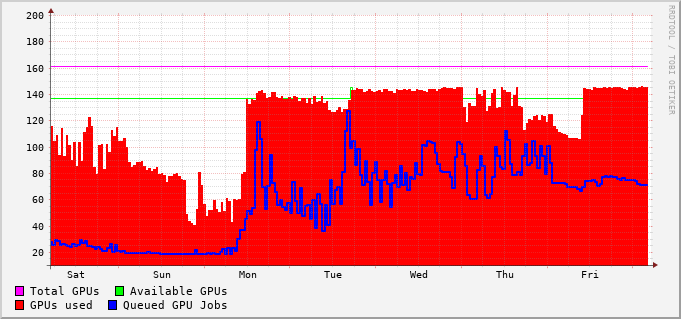 200
180
160
140
120
100
80
60
40
20
Sat Sun Mon Tue Wed Thu Fri
Total GPUs Available GPUs
GPUs used Queued GPU Jobs
RRDTOOL / TOBI OETIKER